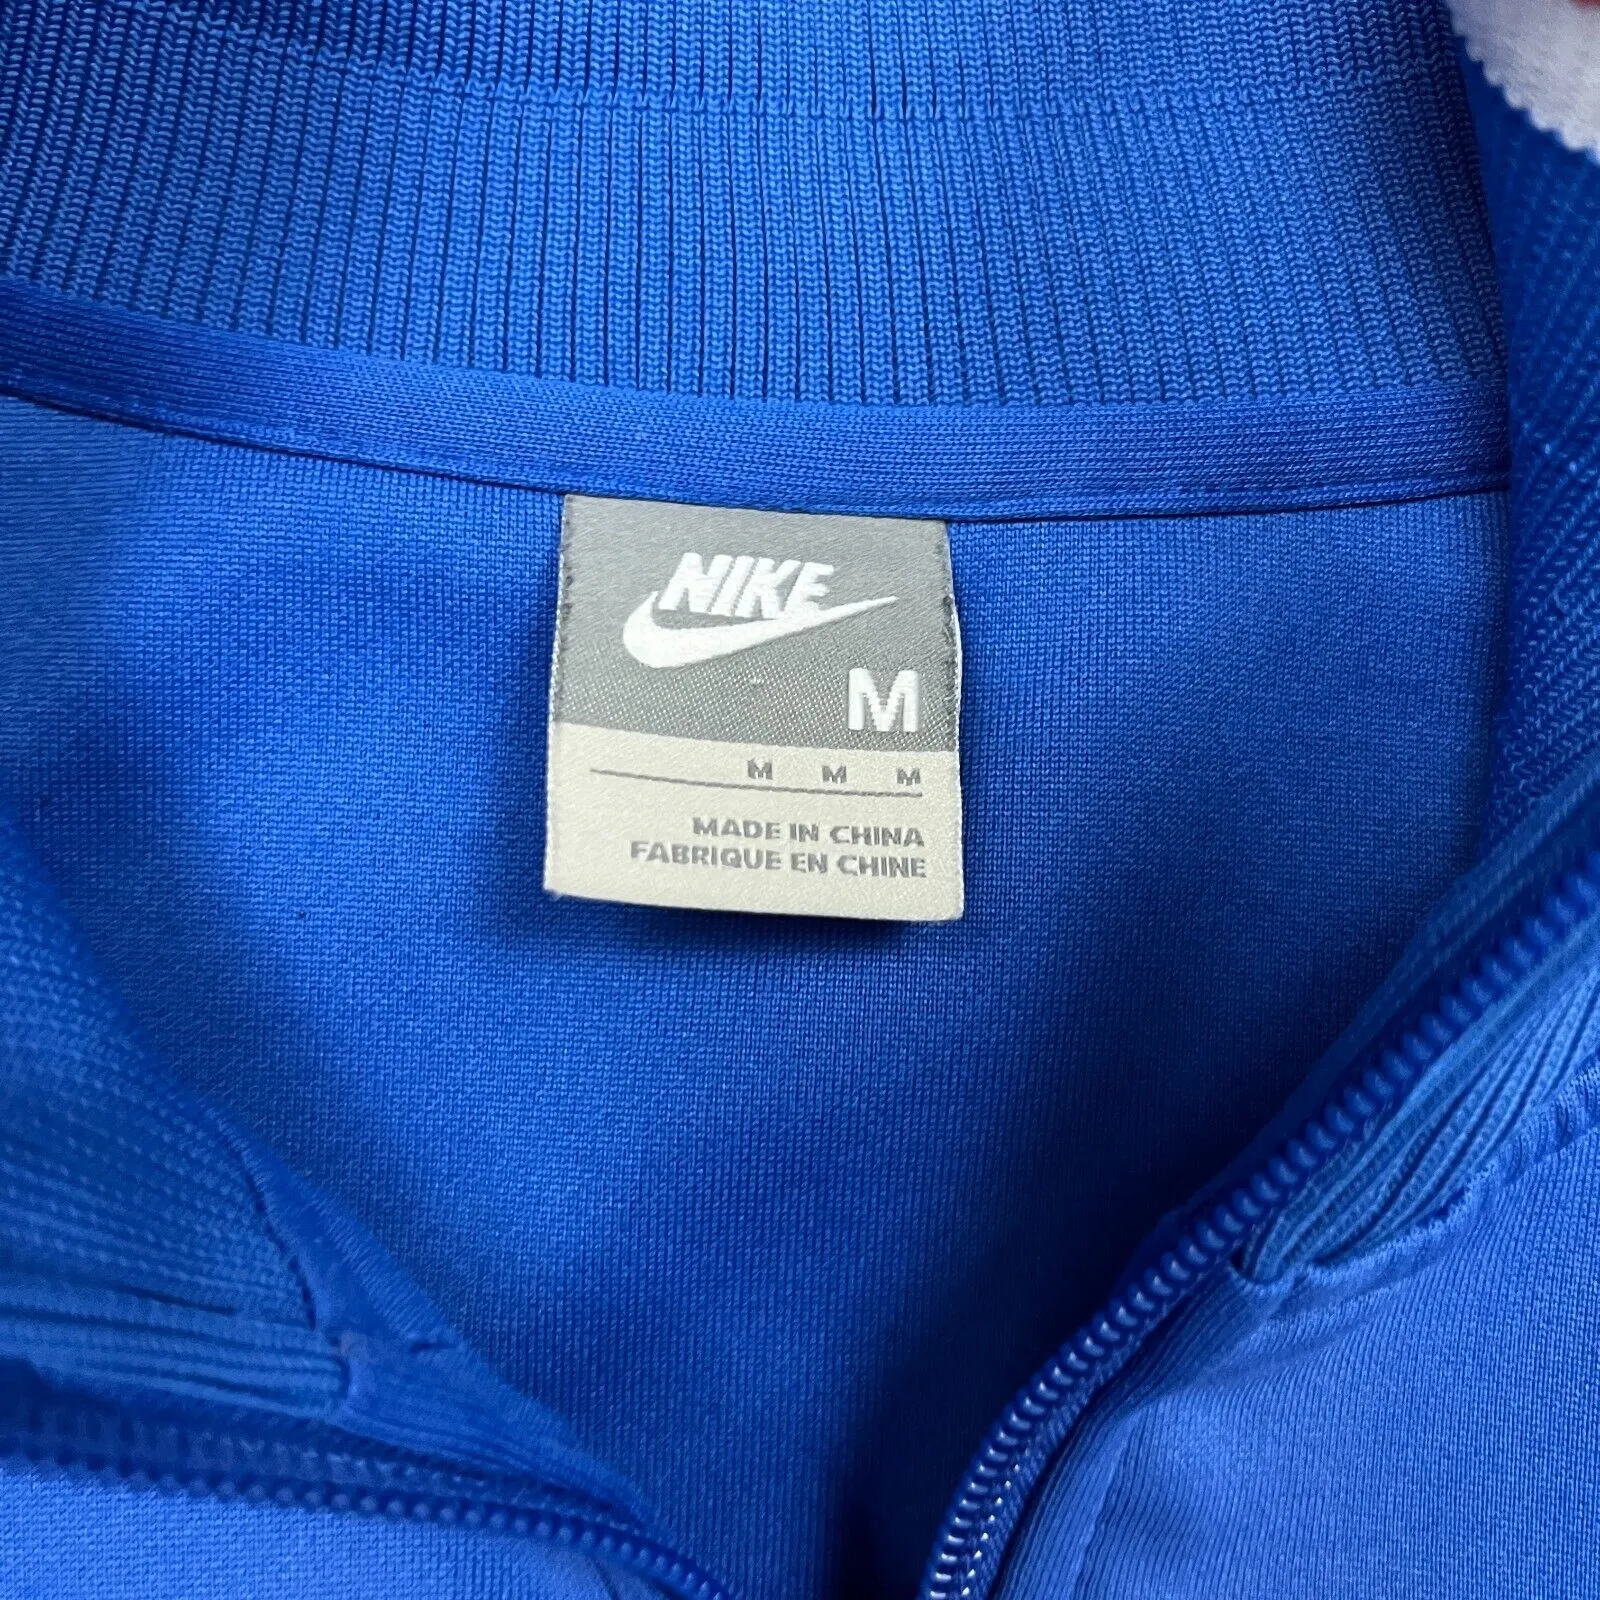 NIKE
M
M M M
MADE IN CHINA
FABRIQUE EN CHINE